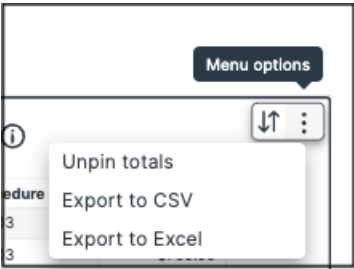 Menu options
Unpin totals
edure
Export to CSV
Export to Excel